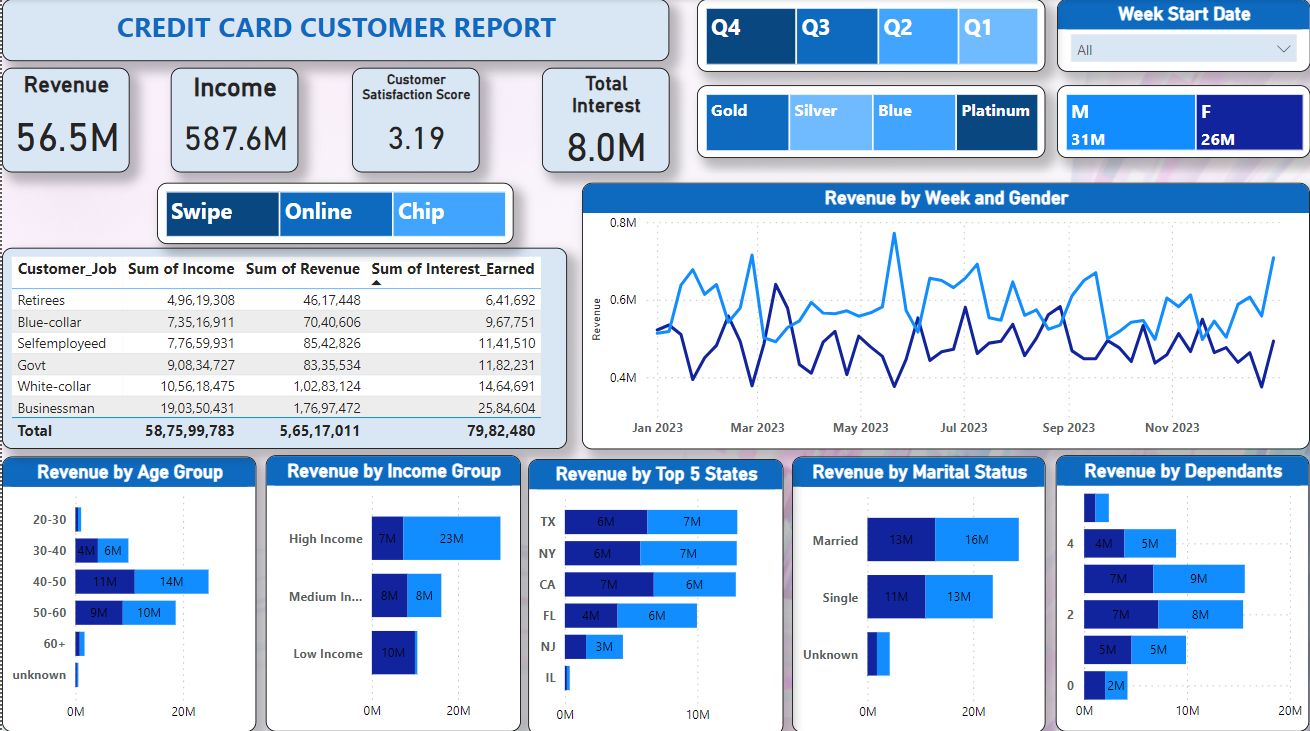 CREDIT CARD CUSTOMER REPORT
Q4 Q3 Q2 Q1
Week Start Date
All
Revenue
56.5M
Income
587.6M
Customer
Satisfaction Score
3.19
Total
Interest
8.0M
Gold Silver Blue Platinum
M
31M
F
26M
Swipe Online Chip
Customer_Job Sum of Income Sum of Revenue Sum of Interest_Earned
Retirees 4,96,19,308 46,17,448 6,41,692
Blue-collar 7,35,16,911 70,40,606 9,67,751
Selfemployeed 7,76,59,931 85,42,826 11,41,510
Govt 9,08,34,727 83,35,534 11,82,231
White-collar 10,56,18,475 1,02,83,124 14,64,691
Businessman 19,03,50,431 1,76,97,472 25,84,604
Total 58,75,99,783 5,65,17,011 79,82,480
Revenue by Week and Gender
Revenue
0.8M
0.6M
0.4M
Jan 2023 Mar 2023 May 2023 Jul 2023 Sep 2023 Nov 2023
Revenue by Age Group
20-30
30-40 4M 6M
40-50 11M 14M
50-60 9M 10M
60+
unknown
0M 20M
Revenue by Income Group
High Income 7M 23M
Medium In... 8M 8M
Low Income 10M
0M 20M
Revenue by Top 5 States
TX 6M 7M
NY 6M 7M
CA 7M 6M
FL 4M 6M
NJ 3M
IL
0M 10M
Revenue by Marital Status
Married 13M 16M
Single 11M 13M
Unknown
0M 20M
Revenue by Dependants
4 4M 5M
7M 9M
2 7M 8M
5M 5M
0 2M
0M 10M 20M